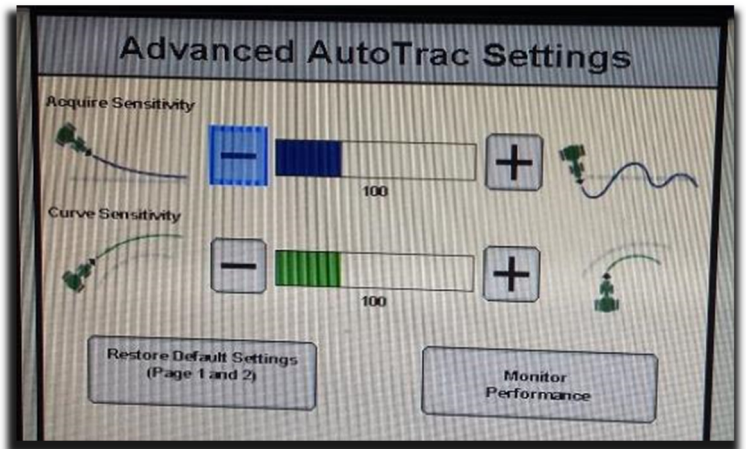 Advanced AutoTrac Settings
Acquire Sensitivity
100
Curve Sensitivity
100
Restore Default Settings
(Page 1 and 2)
Monitor
Performance